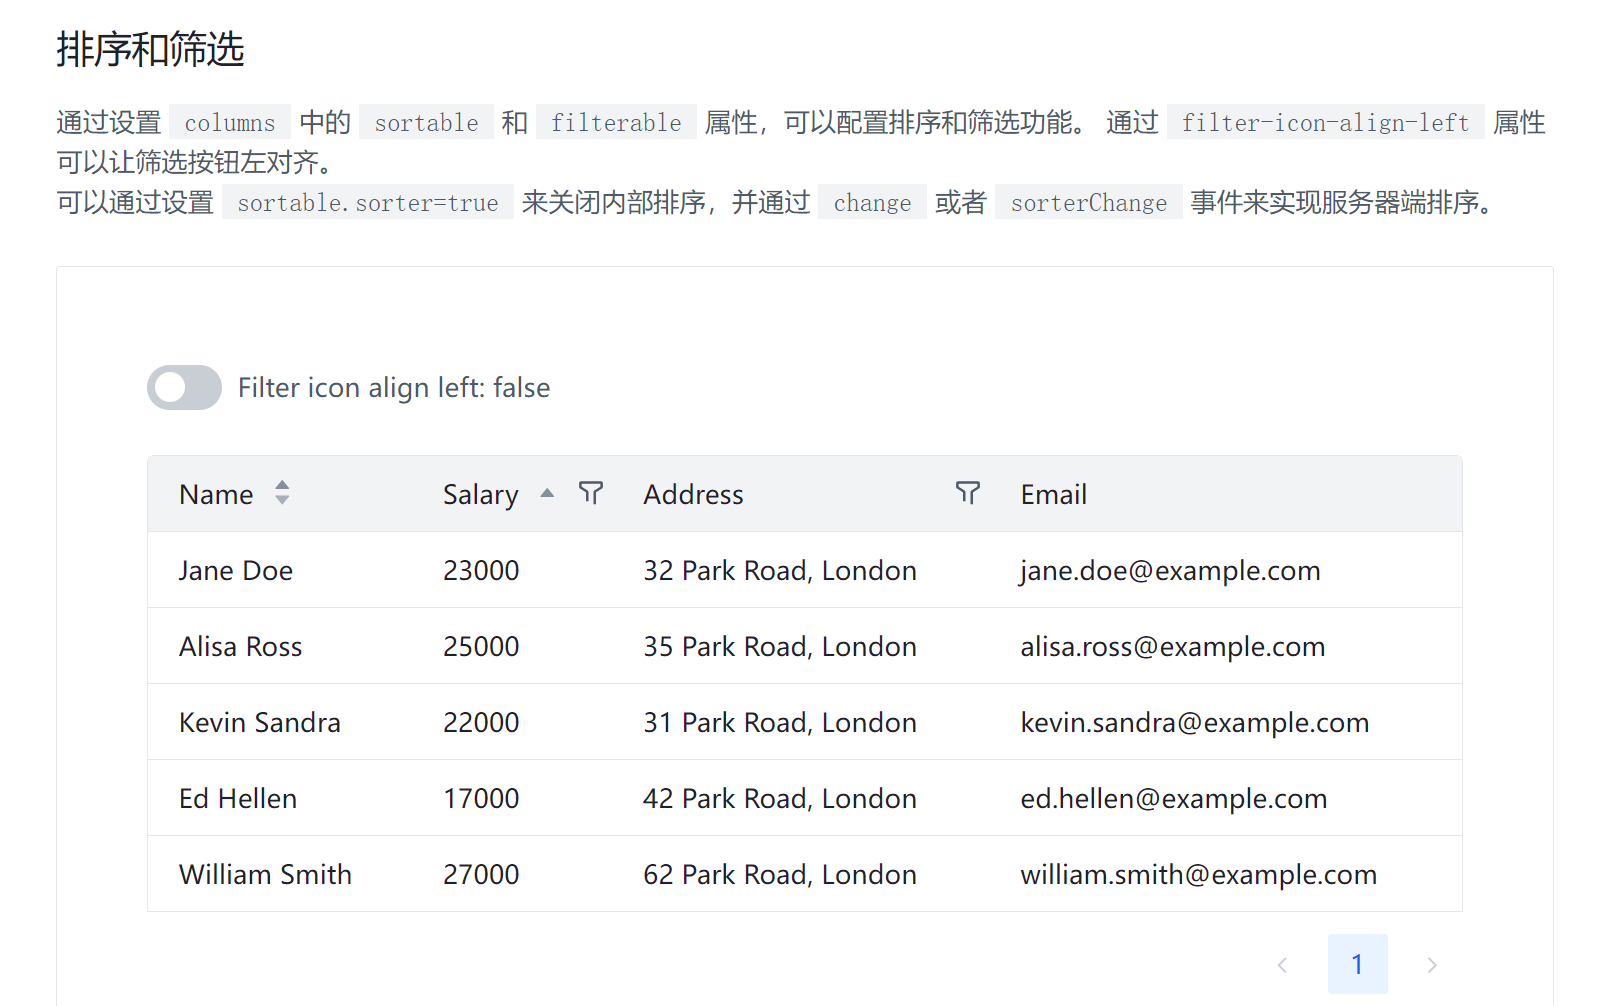 排序和筛选
通过设置 columns 中的 sortable 和 filterable 属性，可以配置排序和筛选功能。 通过 filter-icon-align-left 属性
可以让筛选按钮左对齐。
可以通过设置 sortable.sorter=true 来关闭内部排序，并通过 change 或者 sorterChange 事件来实现服务器端排序。
Filter icon align left: false
Name Salary Address Email
Jane Doe 23000 32 Park Road, London jane.doe@example.com
Alisa Ross 25000 35 Park Road, London alisa.ross@example.com
Kevin Sandra 22000 31 Park Road, London kevin.sandra@example.com
Ed Hellen 17000 42 Park Road, London ed.hellen@example.com
William Smith 27000 62 Park Road, London william.smith@example.com
1